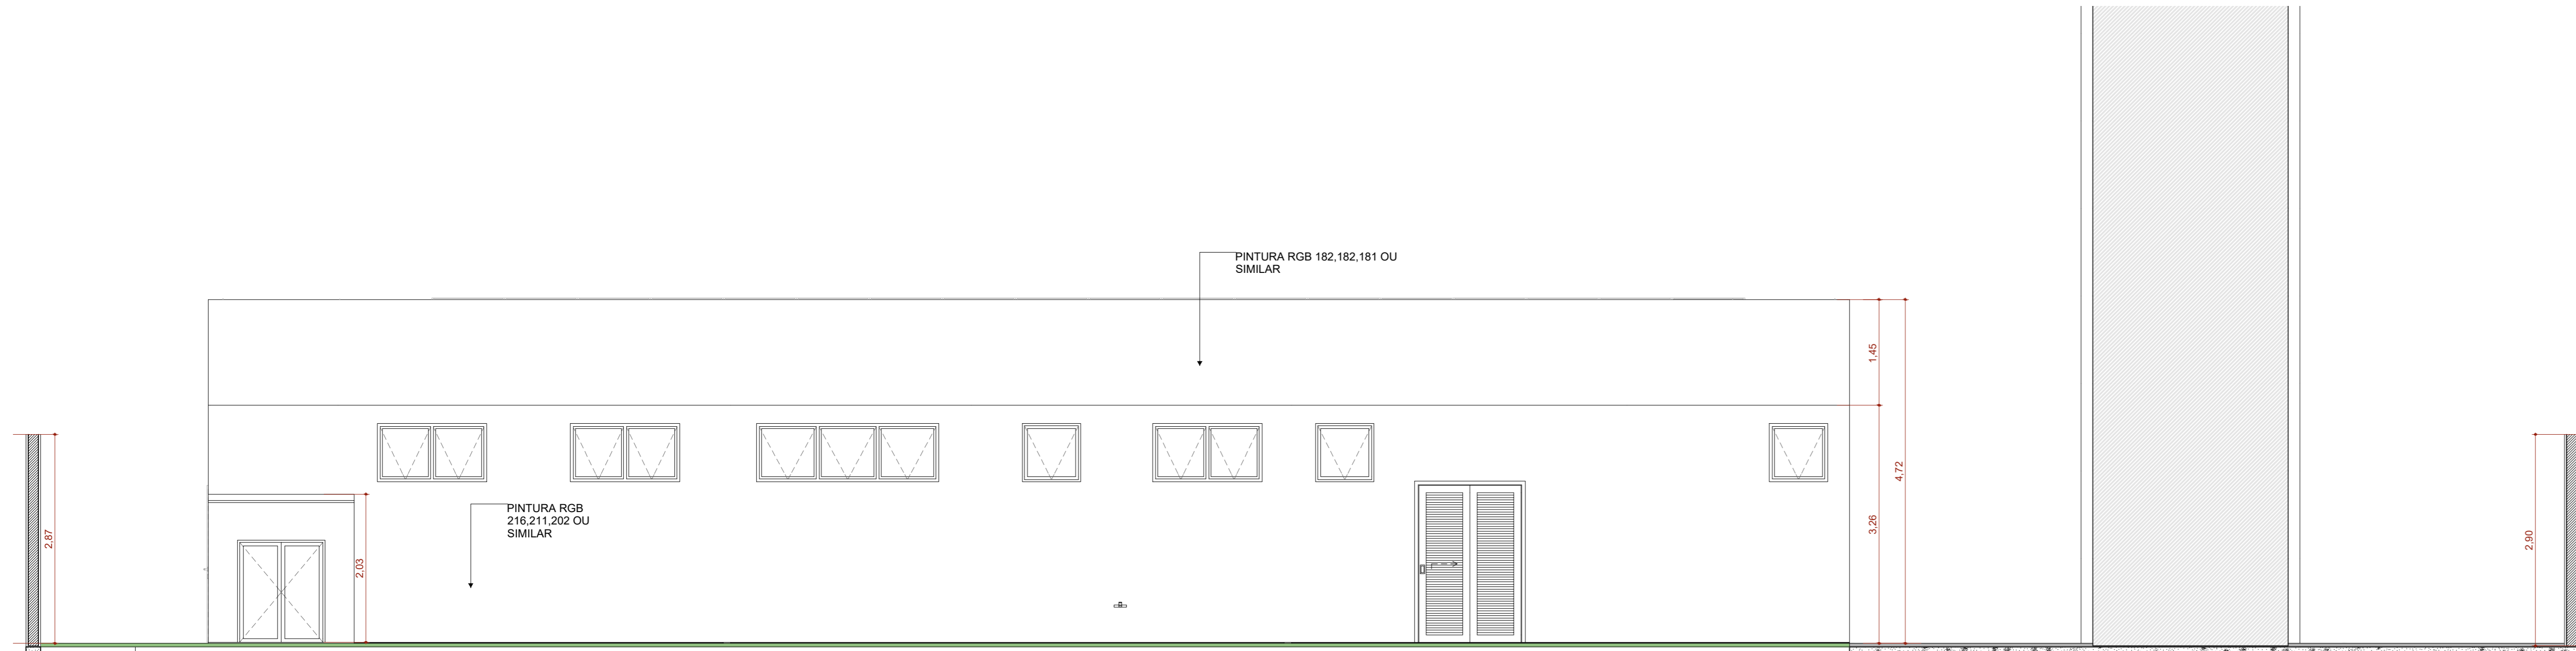 PINTURA RGB 182,182,181 OU
SIMILAR
1,45
4,72
3,26
PINTURA RGB
216,211,202 OU
SIMILAR
2,87
2,03
2,90